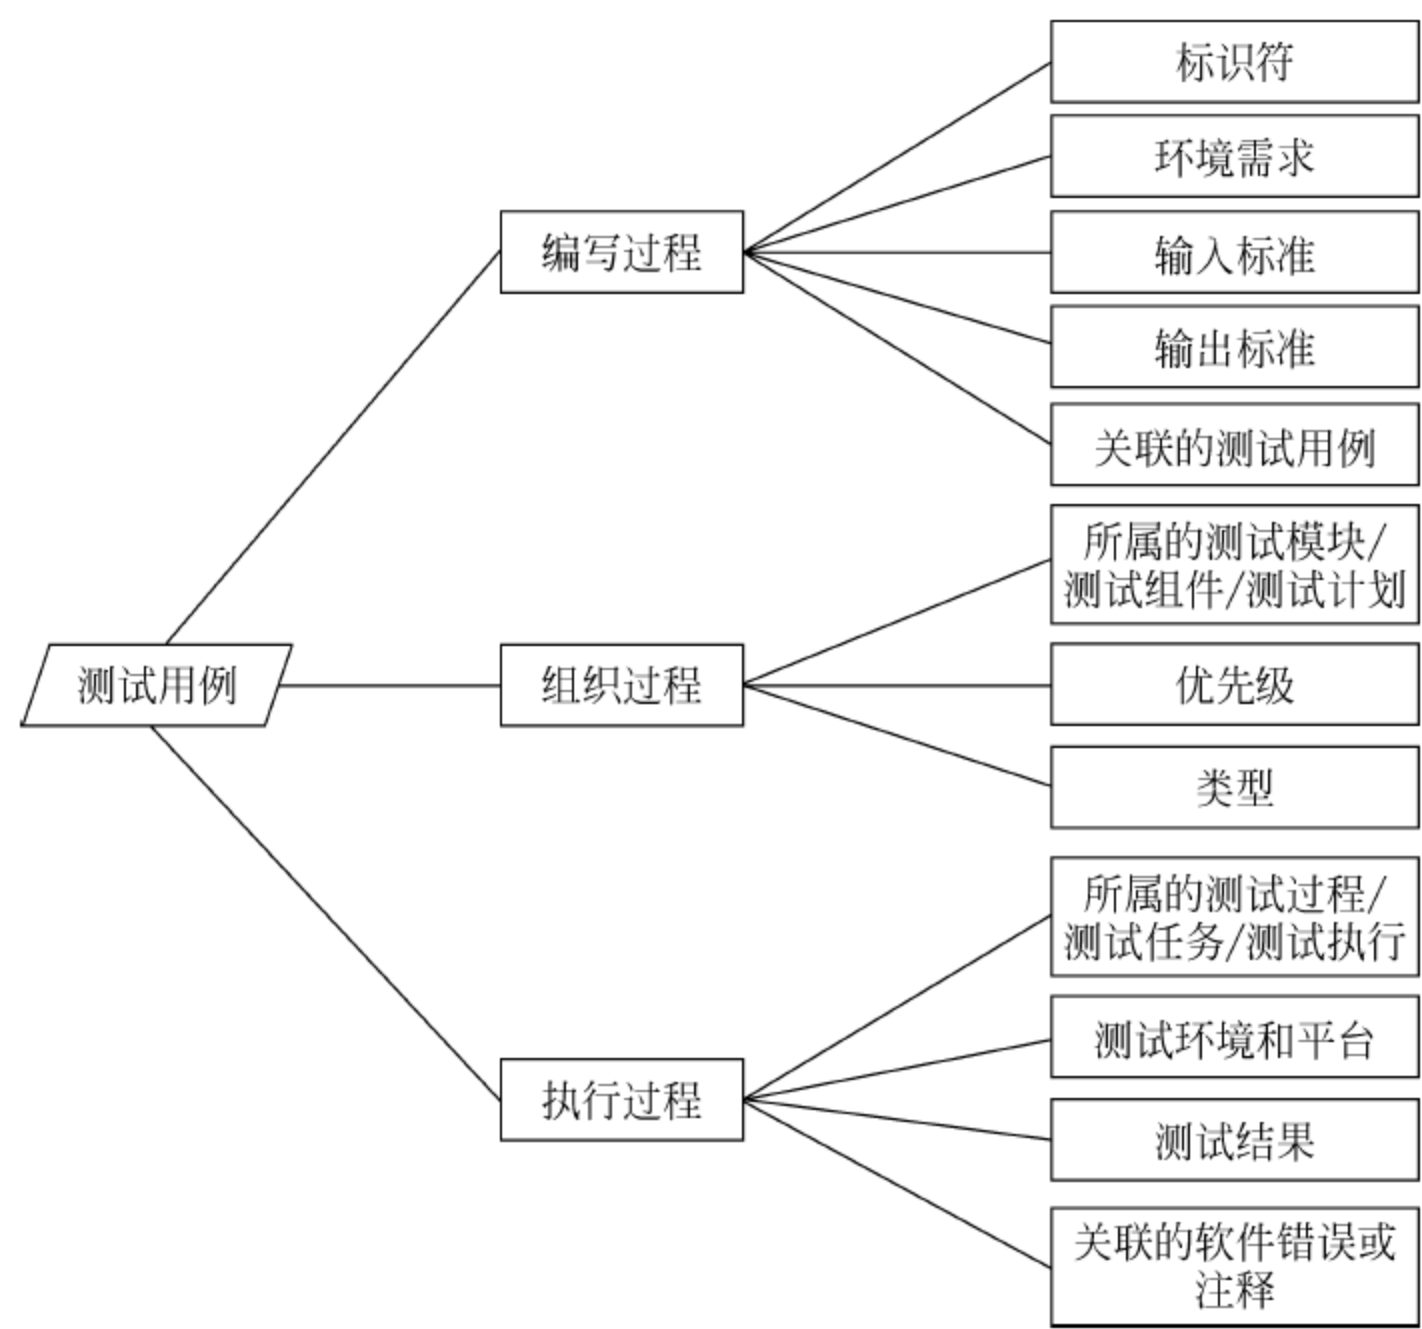 标识符
环境需求
编写过程
输入标准
输出标准
关联的测试用例
所属的测试模块/
测试组件/测试计划
测试用例
组织过程
优先级
类型
所属的测试过程/
测试任务/测试执行
测试环境和平台
执行过程
测试结果
关联的软件错误或
注释